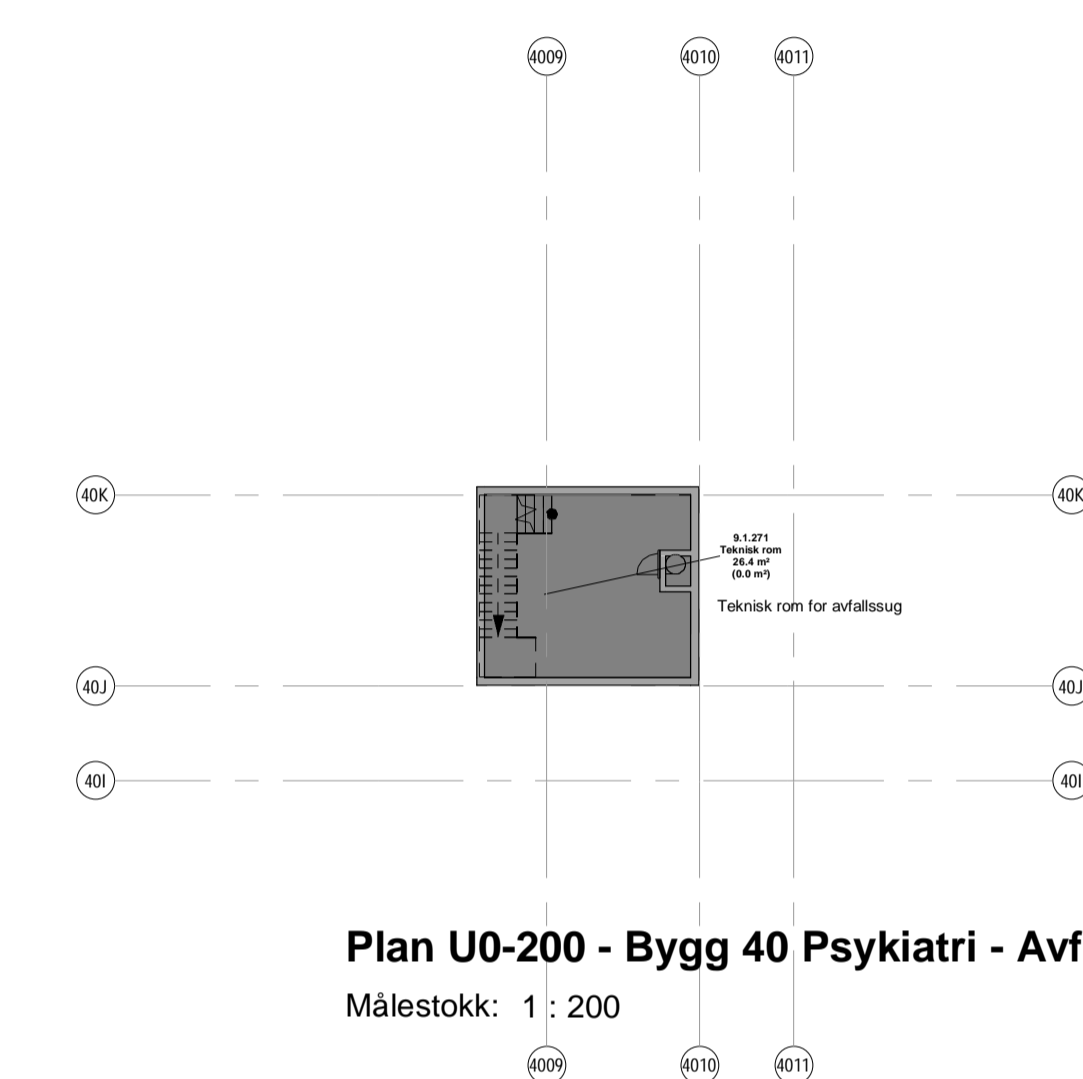 4009 4010 4011
40K 40K
9.1.271
Teknisk rom
26.4 m²
(0.0 m²)
Teknisk rom for avfallssug
40J 40J
40I 40I
Plan U0-200 - Bygg 40 Psykiatri - Avf
Målestokk: 1 : 200
4009 4010 4011